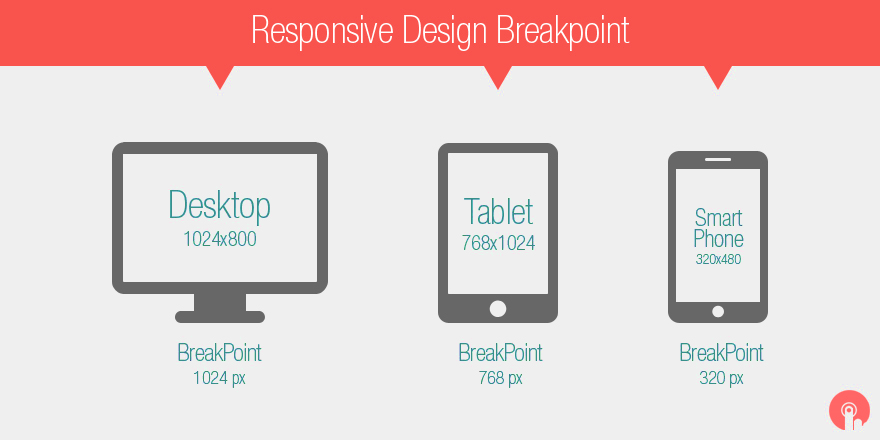 Responsive Design Breakpoint
Desktop
1024x800
Tablet
768x1024
Smart
Phone
320x480
BreakPoint
1024 px
BreakPoint
768 px
BreakPoint
320 px